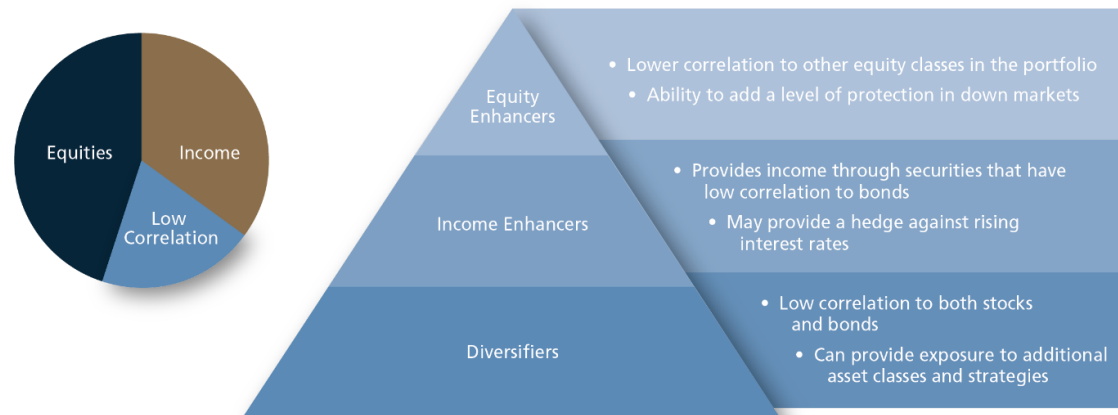 Equities
Income
Low
Correlation
Equity
Enhancers
• Lower correlation to other equity classes in the portfolio
• Ability to add a level of protection in down markets
Income Enhancers
• Provides income through securities that have
low correlation to bonds
• May provide a hedge against rising
interest rates
Diversifiers
• Low correlation to both stocks
and bonds
• Can provide exposure to additional
asset classes and strategies